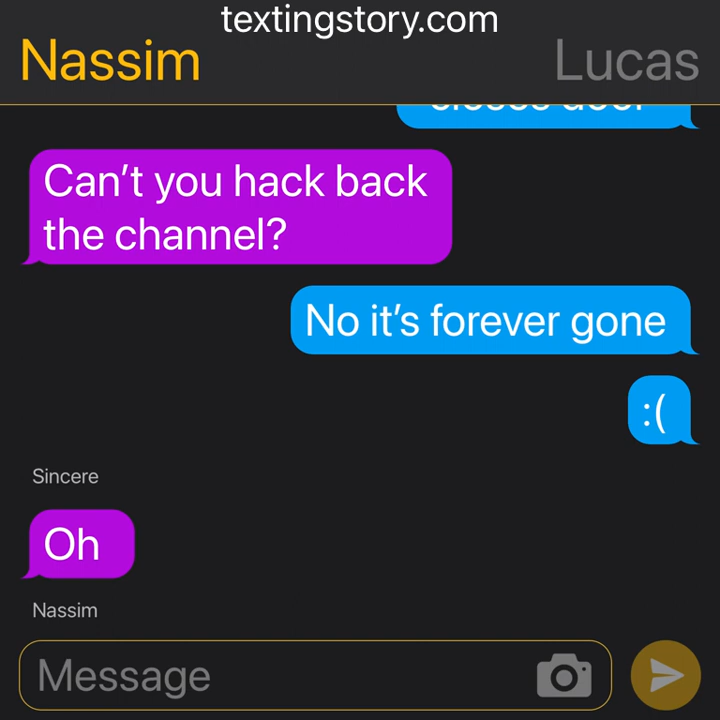 textingstory.com
Nassim
Lucas
Can't you hack back
the channel?
No it's forever gone
:(
Sincere
Oh
Nassim
Message